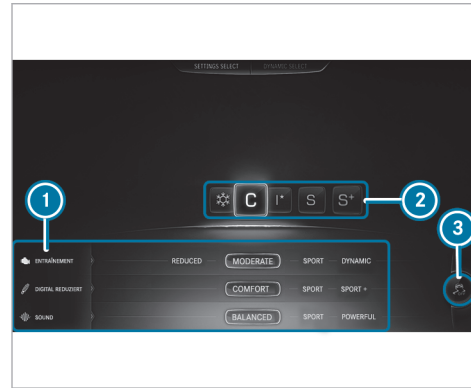 SETTINGS SELECT DYNAMIC SELECT
C I* S S+
1
2
3
ENTRAÎNEMENT REDUCED MODERATE SPORT DYNAMIC
DIGITAL REDUZIERT COMFORT SPORT SPORT +
SOUND BALANCED SPORT POWERFUL